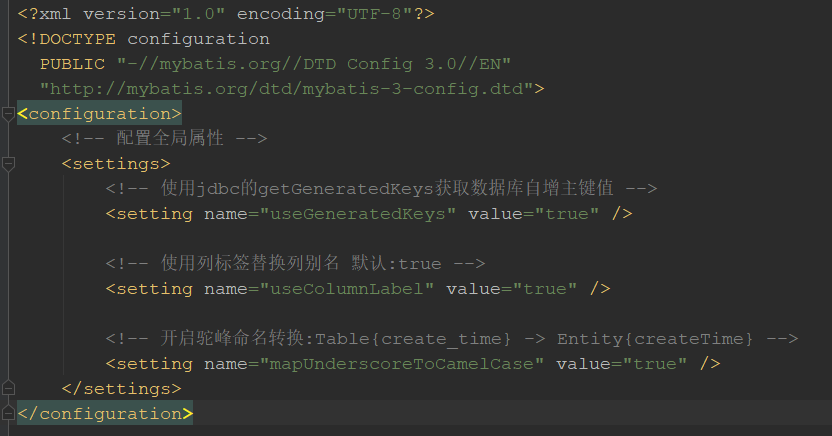 <?xml version="1.0" encoding="UTF-8"?>
<!DOCTYPE configuration
PUBLIC "-//mybatis.org//DTD Config 3.0//EN"
"http://mybatis.org/dtd/mybatis-3-config.dtd">
<configuration>
<!-- 配置全局属性 -->
<settings>
<!-- 使用jdbc的getGeneratedKeys获取数据库自增主键值 -->
<setting name="useGeneratedKeys" value="true" />
<!-- 使用列标签替换列别名 默认:true -->
<setting name="useColumnLabel" value="true" />
<!-- 开启驼峰命名转换:Table{create_time} -> Entity{createTime} -->
<setting name="mapUnderscoreToCamelCase" value="true" />
</settings>
</configuration>